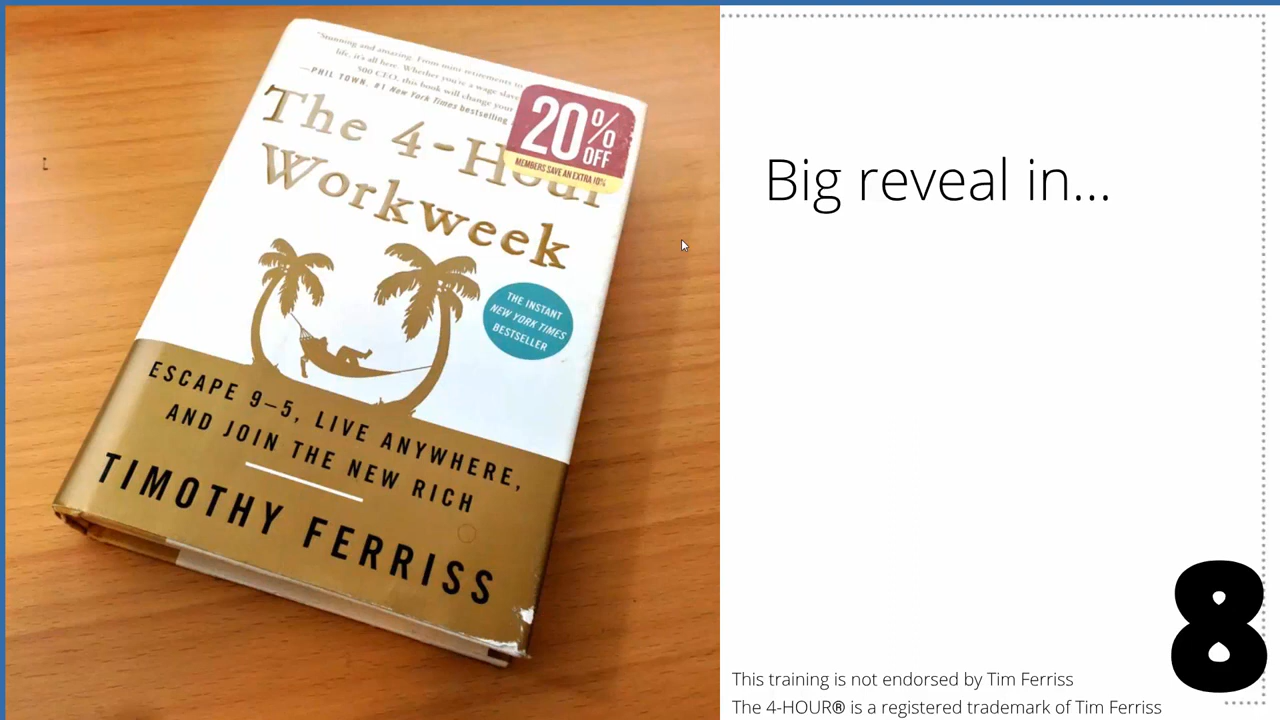 "Stunning and amazing. From mini-retirements to
life, it's all here. Whether you're a wage slave
500 CEO, this book will change your
—PHIL TOWN, #1 New York Times bestselling
The 4-Hour
Workweek
20% OFF
MEMBERS SAVE AN EXTRA 10%
THE INSTANT
NEW YORK TIMES
BESTSELLER
ESCAPE 9–5, LIVE ANYWHERE,
AND JOIN THE NEW RICH
TIMOTHY FERRISS
Big reveal in...
8
This training is not endorsed by Tim Ferriss
The 4-HOUR® is a registered trademark of Tim Ferriss